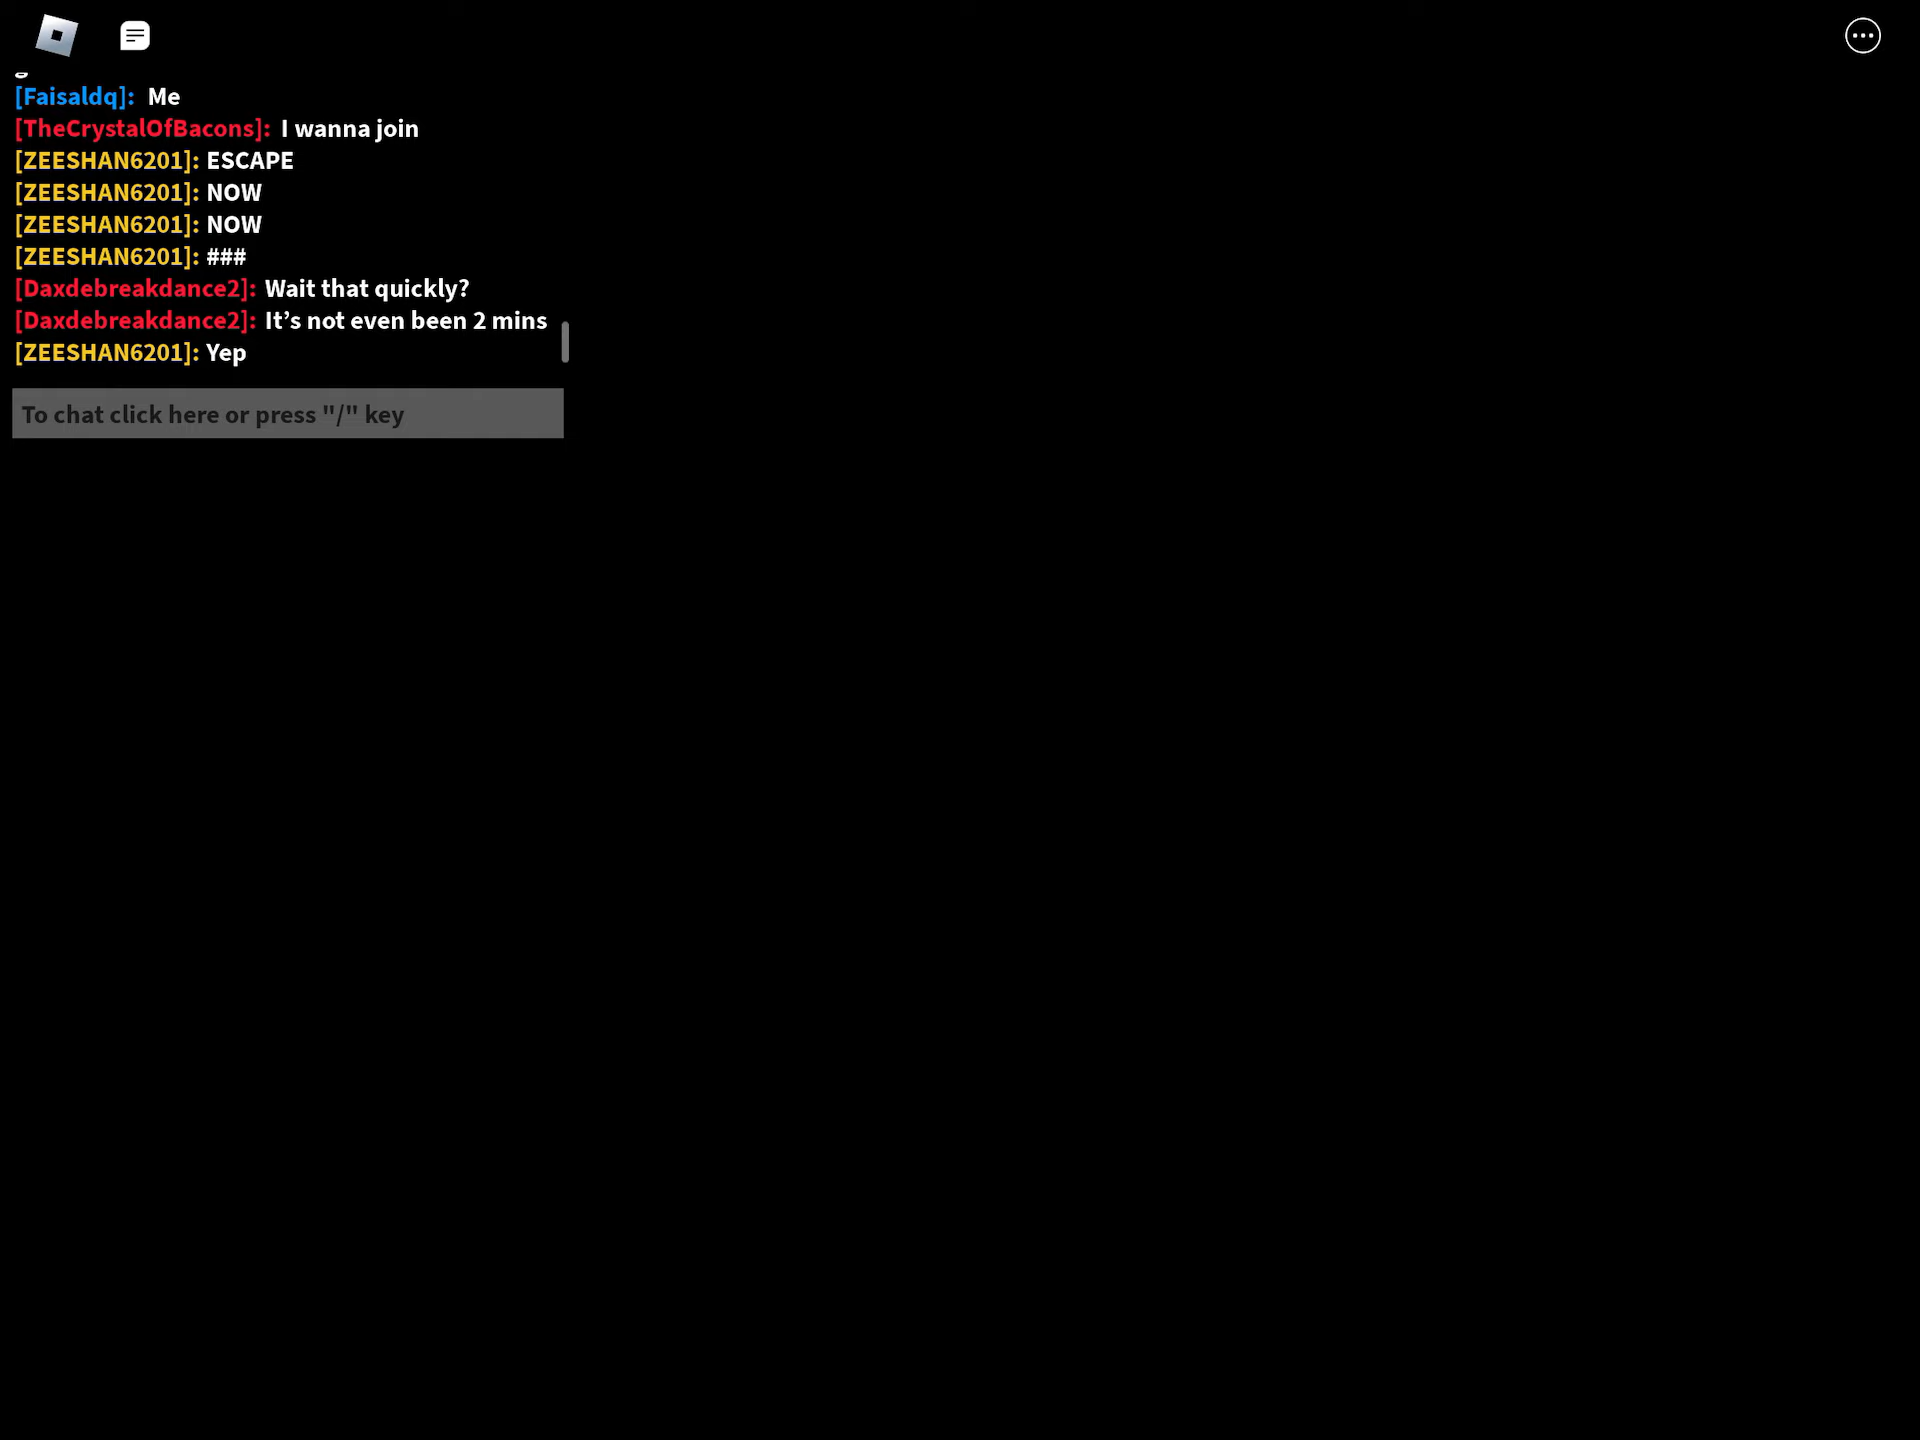 [Faisaldq]: Me
[TheCrystalOfBacons]: I wanna join
[ZEESHAN6201]: ESCAPE
[ZEESHAN6201]: NOW
[ZEESHAN6201]: NOW
[ZEESHAN6201]: ###
[Daxdebreakdance2]: Wait that quickly?
[Daxdebreakdance2]: It’s not even been 2 mins
[ZEESHAN6201]: Yep
To chat click here or press "/" key